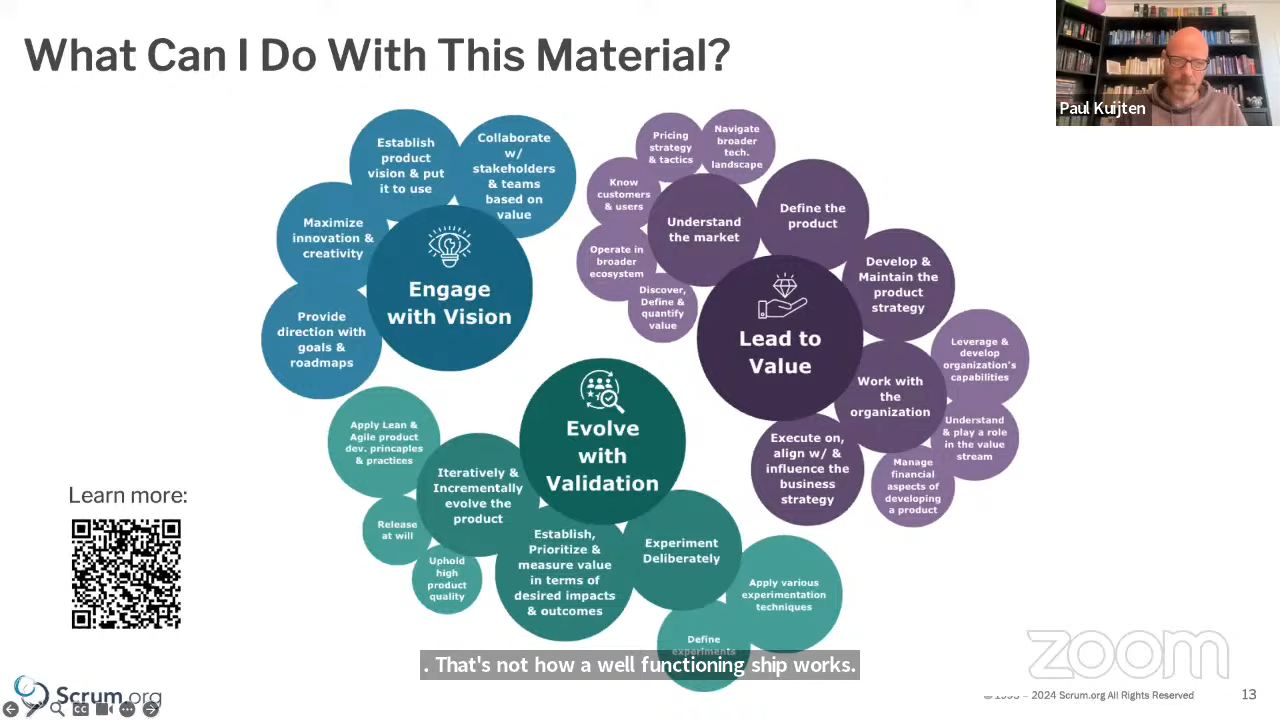 What Can I Do With This Material?
Paul Kuijten
Establish
product
vision & put
it to use
Collaborate
w/
stakeholders
& teams
based on
value
Maximize
innovation &
creativity
Provide
direction with
goals &
roadmaps
Engage
with Vision
Pricing
strategy
& tactics
Navigate
broader
tech.
landscape
Know
customers
& users
Operate in
broader
ecosystem
Discover,
Define &
quantify
value
Understand
the market
Define the
product
Develop &
Maintain the
product
strategy
Lead to
Value
Work with
the
organization
Leverage &
develop
organization's
capabilities
Understand
& play a role
in the value
stream
Manage
financial
aspects of
developing
a product
Execute on,
align w/ &
influence the
business
strategy
Evolve
with
Validation
Apply Lean &
Agile product
dev. princaples
& practices
Iteratively &
Incrementally
evolve the
product
Release
at will
Uphold
high
product
quality
Establish,
Prioritize &
measure value
in terms of
desired impacts
& outcomes
Experiment
Deliberately
Apply various
experimentation
techniques
Define
experiments
Learn more:
. That's not how a well functioning ship works.
zoom
Scrum.org
© 1993 – 2024 Scrum.org All Rights Reserved
13